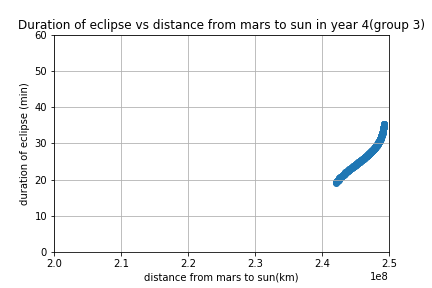 Duration of eclipse vs distance from mars to sun in year 4(group 3)
60
50
40
30
20
10
0
duration of eclipse (min)
2.0 2.1 2.2 2.3 2.4 2.5
1e8
distance from mars to sun(km)